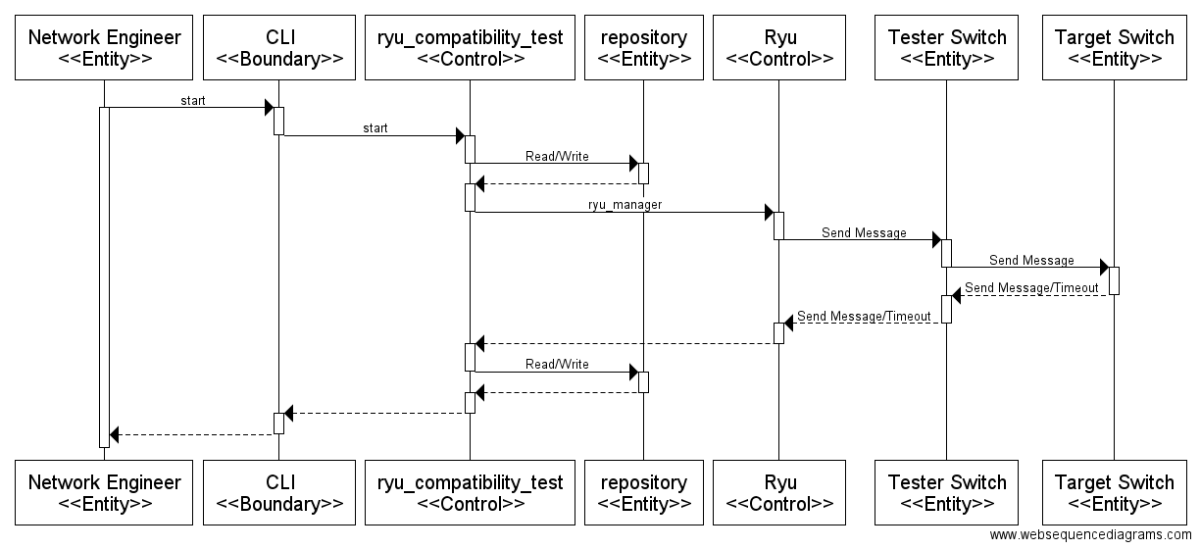 Network Engineer
<<Entity>>
CLI
<<Boundary>>
ryu_compatibility_test
<<Control>>
repository
<<Entity>>
Ryu
<<Control>>
Tester Switch
<<Entity>>
Target Switch
<<Entity>>
start
start
Read/Write
ryu_manager
Send Message
Send Message
Send Message/Timeout
Send Message/Timeout
Read/Write
Network Engineer
<<Entity>>
CLI
<<Boundary>>
ryu_compatibility_test
<<Control>>
repository
<<Entity>>
Ryu
<<Control>>
Tester Switch
<<Entity>>
Target Switch
<<Entity>>
www.websequencediagrams.com